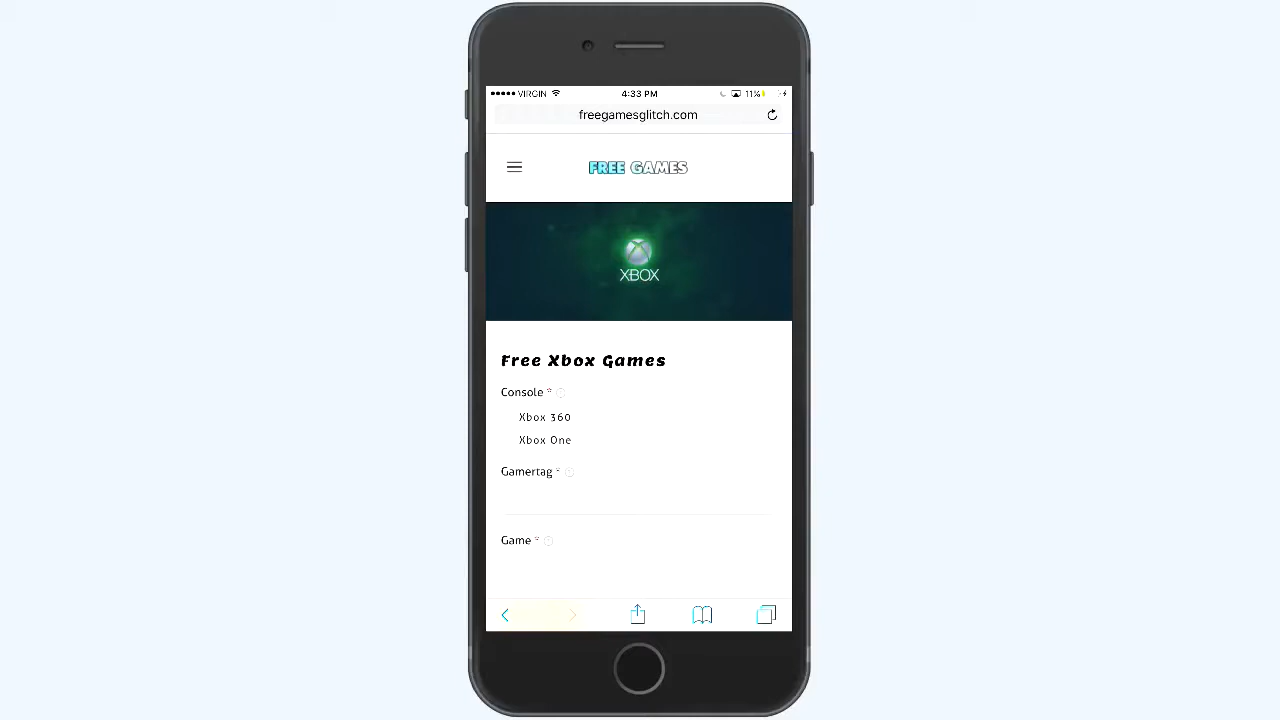 VIRGIN 4:33 PM 11%
freegamesglitch.com
FREE GAMES
XBOX
Free Xbox Games
Console *
Xbox 360
Xbox One
Gamertag *
Game *